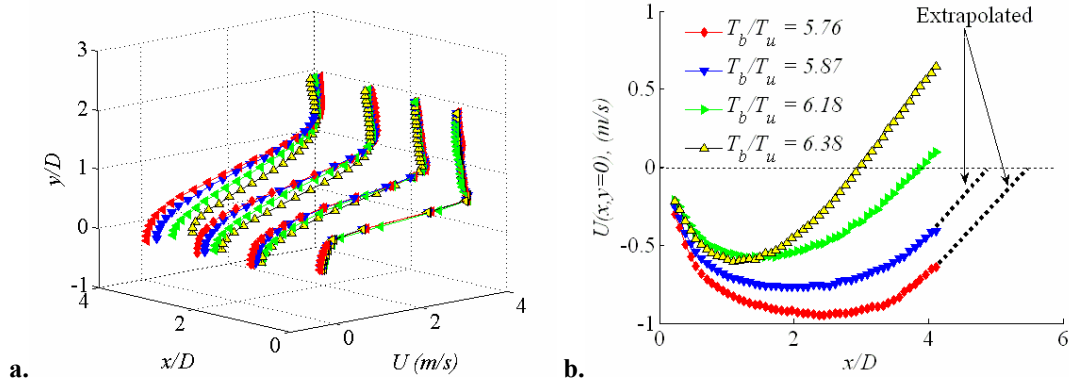 3
2
1
0
-1
y/D
4
2
0
x/D
0
2
4
U (m/s)
a.
1
0.5
0
-0.5
-1
U(x,y=0), (m/s)
Extrapolated
T_b/T_u = 5.76
T_b/T_u = 5.87
T_b/T_u = 6.18
T_b/T_u = 6.38
0
2
4
6
x/D
b.